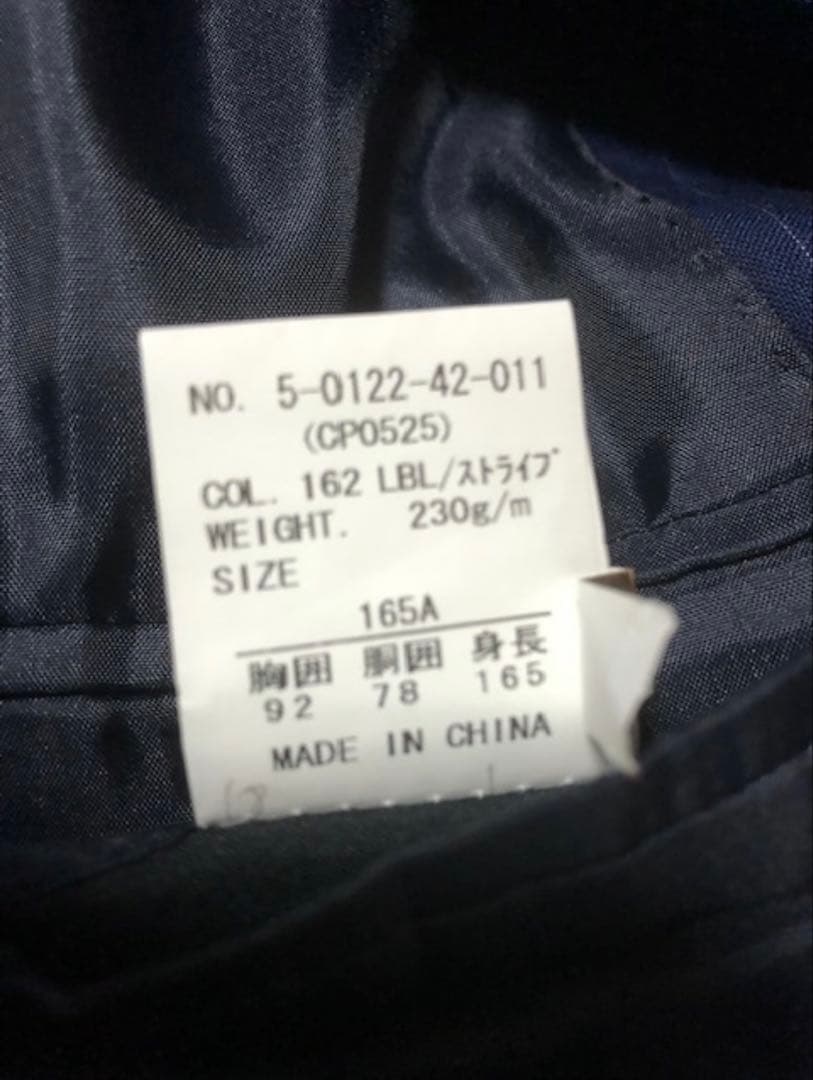 NO. 5-0122-42-011
(CP0525)
COL. 162 LBL/ｽﾄﾗｲﾌﾟ
WEIGHT. 230g/m
SIZE
165A
胸囲 胴囲 身長
92 78 165
MADE IN CHINA